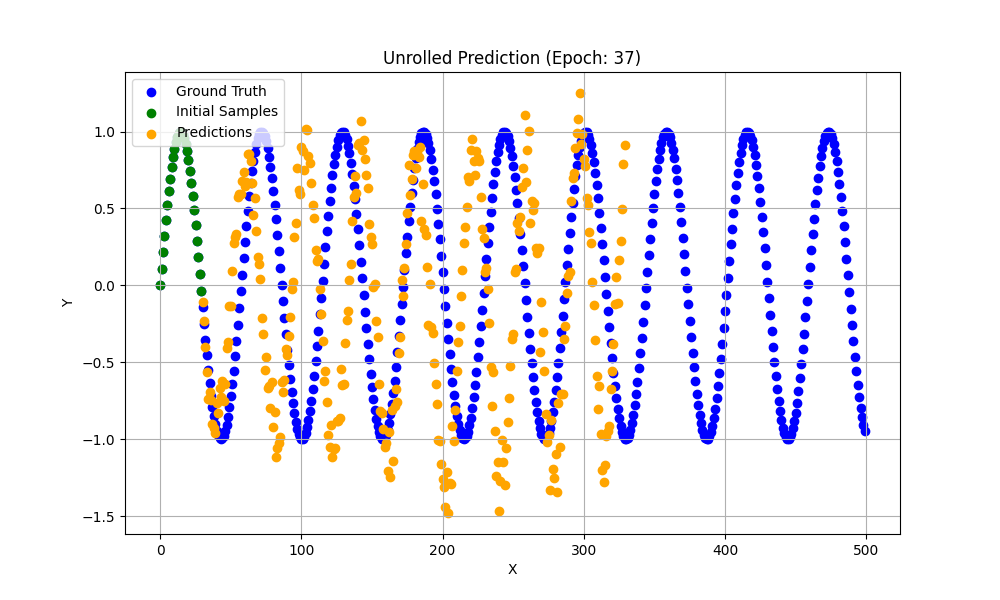 Unrolled Prediction (Epoch: 37)
Ground Truth
Initial Samples
Predictions
1.0
0.5
0.0
−0.5
−1.0
−1.5
Y
0 100 200 300 400 500
X